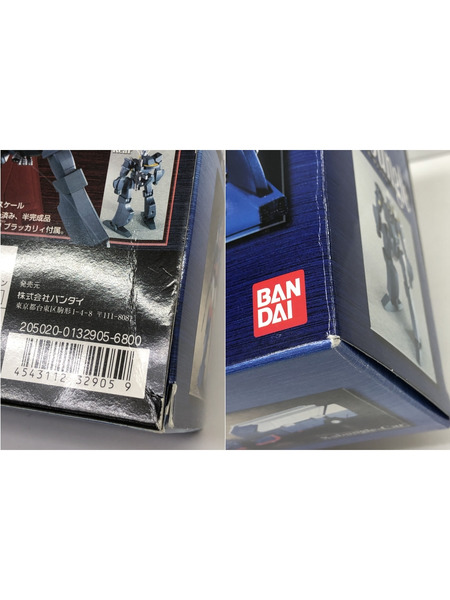 スケール
済み、半完成品
ブラッカリィ付属。
発売元
株式会社バンダイ
東京都台東区駒形1-4-8 〒111-8081
205020-0132905-6800
4543112 32905 9
BAN
DAI